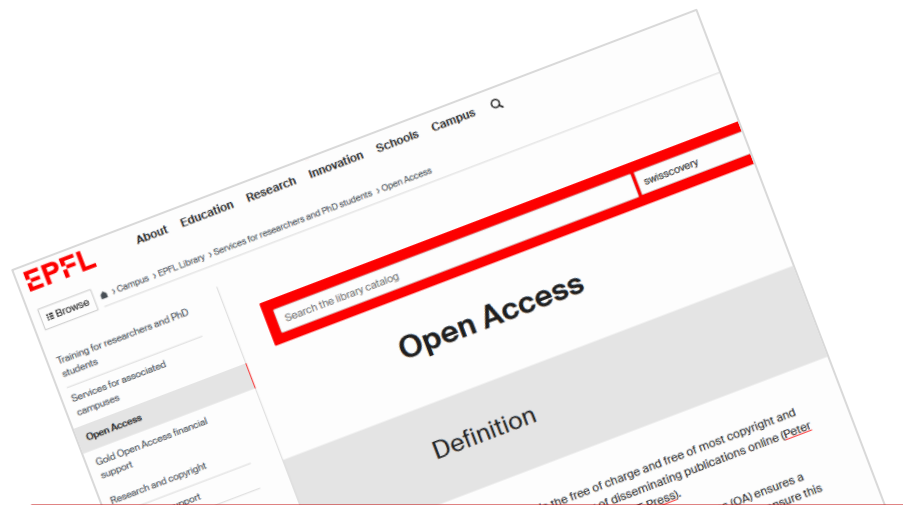 About Education Research Innovation Schools Campus
EPFL
Browse
› Campus › EPFL Library › Services for researchers and PhD students › Open Access
Search the library catalog
swisscovery
Training for researchers and PhD
students
Services for associated
campuses
Open Access
Gold Open Access financial
support
Research and copyright
Open Access
Definition
the free of charge and free of most copyright and
of disseminating publications online (Peter
Press).
(OA) ensures a
this